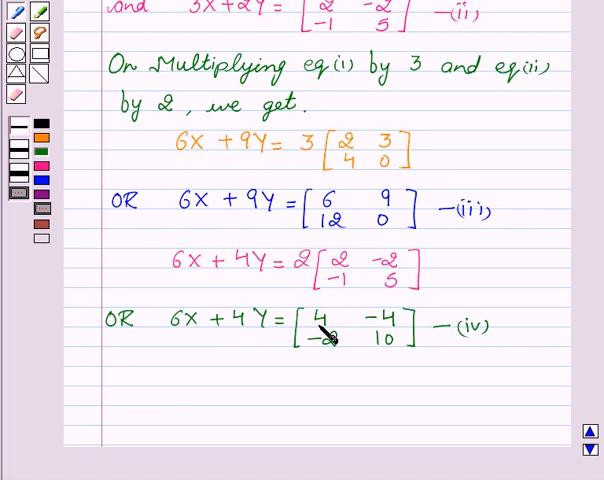 and 3X+2Y = [ 2 -2
-1 5 ] -(ii)
On Multiplying eq(i) by 3 and eq(ii)
by 2, we get.
6X + 9Y = 3 [ 2 3
4 0 ]
OR 6X + 9Y = [ 6 9
12 0 ] -(iii)
6X + 4Y = 2 [ 2 -2
-1 5 ]
OR 6X + 4Y = [ 4 -4
-2 10 ] -(iv)